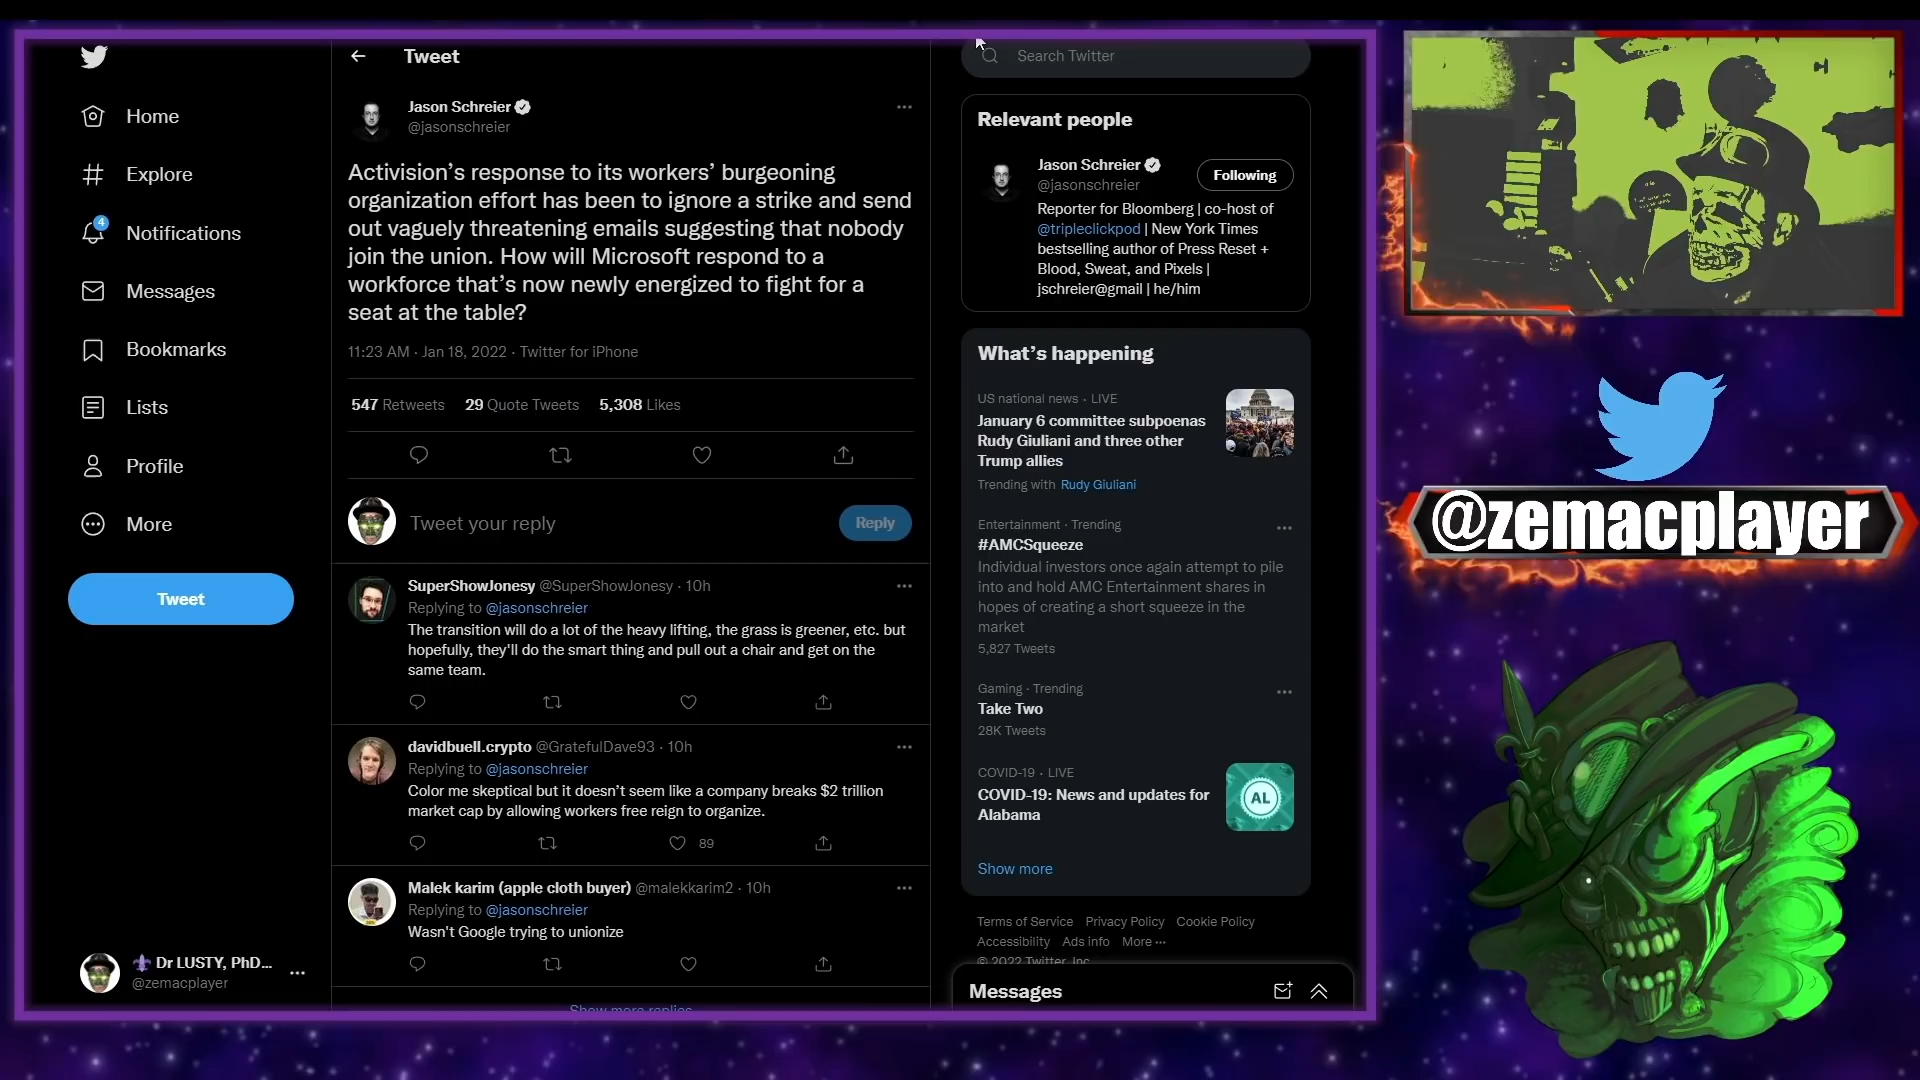 Home
Explore
4
Notifications
Messages
Bookmarks
Lists
Profile
More
Tweet
Dr LUSTY, PhD...
@zemacplayer
Tweet
Jason Schreier
@jasonschreier
Activision's response to its workers' burgeoning
organization effort has been to ignore a strike and send
out vaguely threatening emails suggesting that nobody
join the union. How will Microsoft respond to a
workforce that's now newly energized to fight for a
seat at the table?
11:23 AM · Jan 18, 2022 · Twitter for iPhone
547 Retweets 29 Quote Tweets 5,308 Likes
Tweet your reply
Reply
SuperShowJonesy @SuperShowJonesy · 10h
Replying to @jasonschreier
The transition will do a lot of the heavy lifting, the grass is greener, etc. but
hopefully, they'll do the smart thing and pull out a chair and get on the
same team.
davidbuell.crypto @GratefulDave93 · 10h
Replying to @jasonschreier
Color me skeptical but it doesn't seem like a company breaks $2 trillion
market cap by allowing workers free reign to organize.
89
Malek karim (apple cloth buyer) @malekkarim2 · 10h
Replying to @jasonschreier
Wasn't Google trying to unionize
Show more replies
Search Twitter
Relevant people
Jason Schreier
@jasonschreier
Following
Reporter for Bloomberg | co-host of
@tripleclickpod | New York Times
bestselling author of Press Reset +
Blood, Sweat, and Pixels |
jschreier@gmail | he/him
What's happening
US national news · LIVE
January 6 committee subpoenas
Rudy Giuliani and three other
Trump allies
Trending with Rudy Giuliani
Entertainment · Trending
#AMCSqueeze
Individual investors once again attempt to pile
into and hold AMC Entertainment shares in
hopes of creating a short squeeze in the
market
5,827 Tweets
Gaming · Trending
Take Two
28K Tweets
COVID-19 · LIVE
COVID-19: News and updates for
Alabama
AL
Show more
Terms of Service Privacy Policy Cookie Policy
Accessibility Ads info More ···
© 2022 Twitter, Inc.
Messages
@zemacplayer